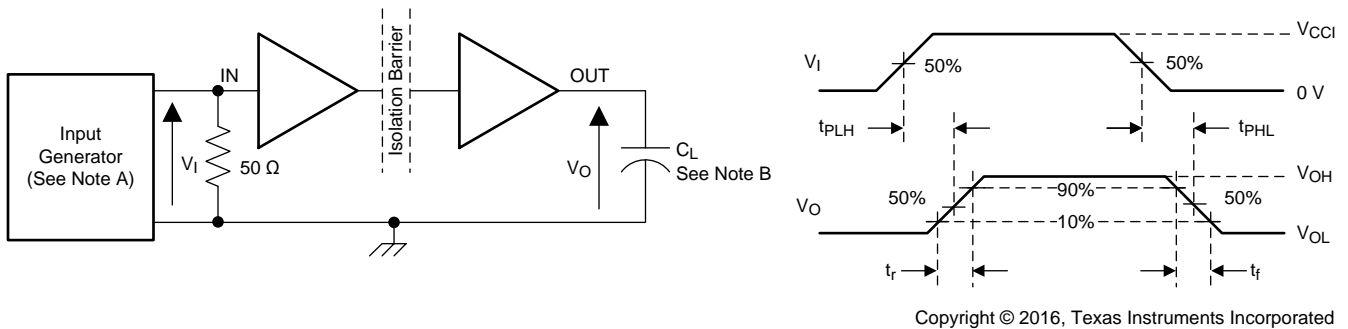 Input
Generator
(See Note A)
V_I
50 Ω
IN
Isolation Barrier
OUT
V_O
C_L
See Note B
V_I
50%
50%
V_CCI
0 V
t_PLH
t_PHL
V_O
50%
90%
10%
50%
V_OH
V_OL
t_r
t_f
Copyright © 2016, Texas Instruments Incorporated